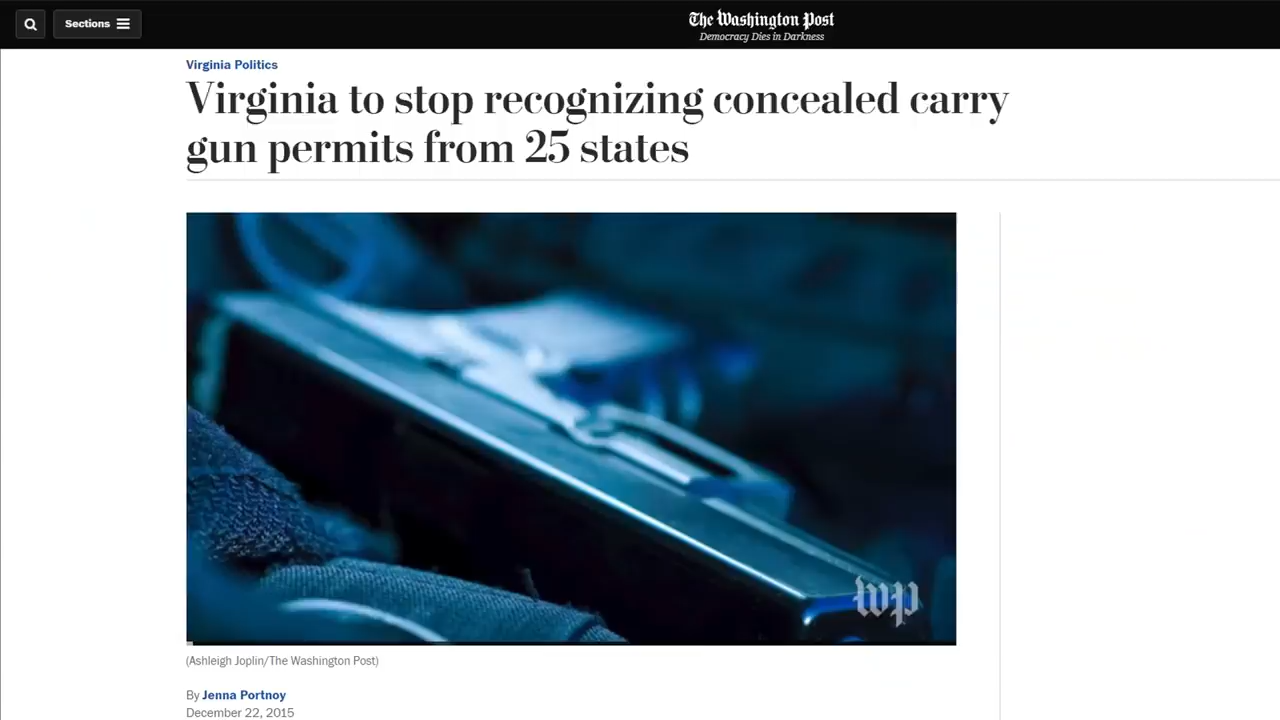 Sections
The Washington Post
Democracy Dies in Darkness
Virginia Politics
Virginia to stop recognizing concealed carry
gun permits from 25 states
wp
(Ashleigh Joplin/The Washington Post)
By Jenna Portnoy
December 22, 2015